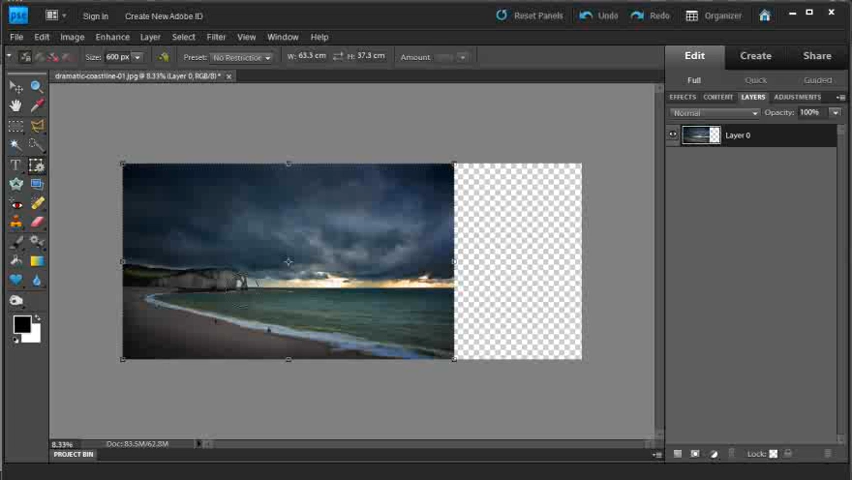 pse Sign In Create New Adobe ID Reset Panels Undo Redo Organizer
File Edit Image Enhance Layer Select Filter View Window Help
Size: 600 px Preset: No Restriction W: 63.3 cm H: 37.3 cm Amount
Edit Create Share
dramatic-coastline-01.jpg @ 8.33% (Layer 0, RGB/8) *
Full Quick Guided
EFFECTS CONTENT LAYERS ADJUSTMENTS
Normal Opacity: 100%
Layer 0
T
8.33% Doc: 83.5M/62.8M
PROJECT BIN
Lock: